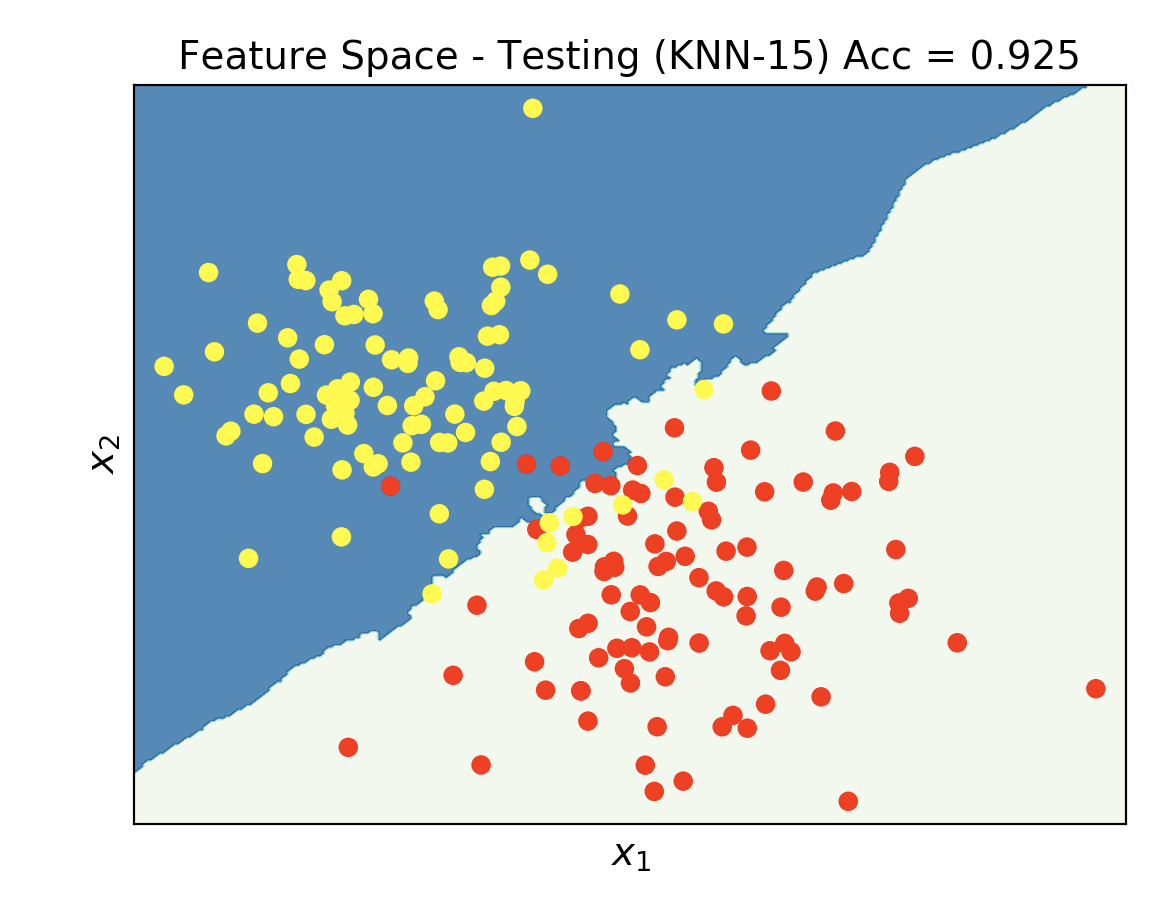 Feature Space - Testing (KNN-15) Acc = 0.925
x₂
x₁